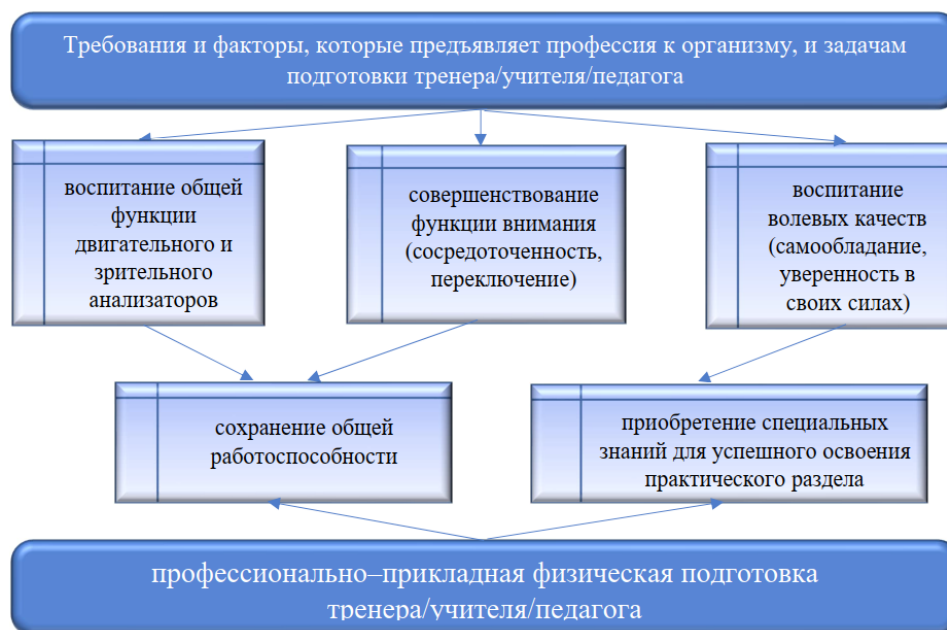 Требования и факторы, которые предъявляет профессия к организму, и задачам
подготовки тренера/учителя/педагога
воспитание общей
функции
двигательного и
зрительного
анализаторов
совершенствование
функции внимания
(сосредоточенность,
переключение)
воспитание
волевых качеств
(самообладание,
уверенность в
своих силах)
сохранение общей
работоспособности
приобретение специальных
знаний для успешного освоения
практического раздела
профессионально–прикладная физическая подготовка
тренера/учителя/педагога